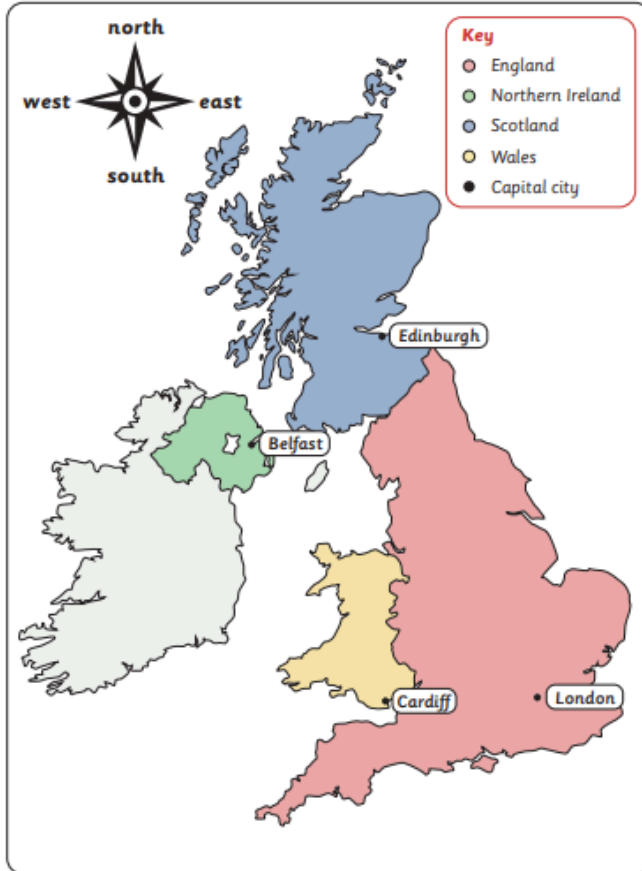 north
west
east
south
Key
England
Northern Ireland
Scotland
Wales
Capital city
Edinburgh
Belfast
Cardiff
London